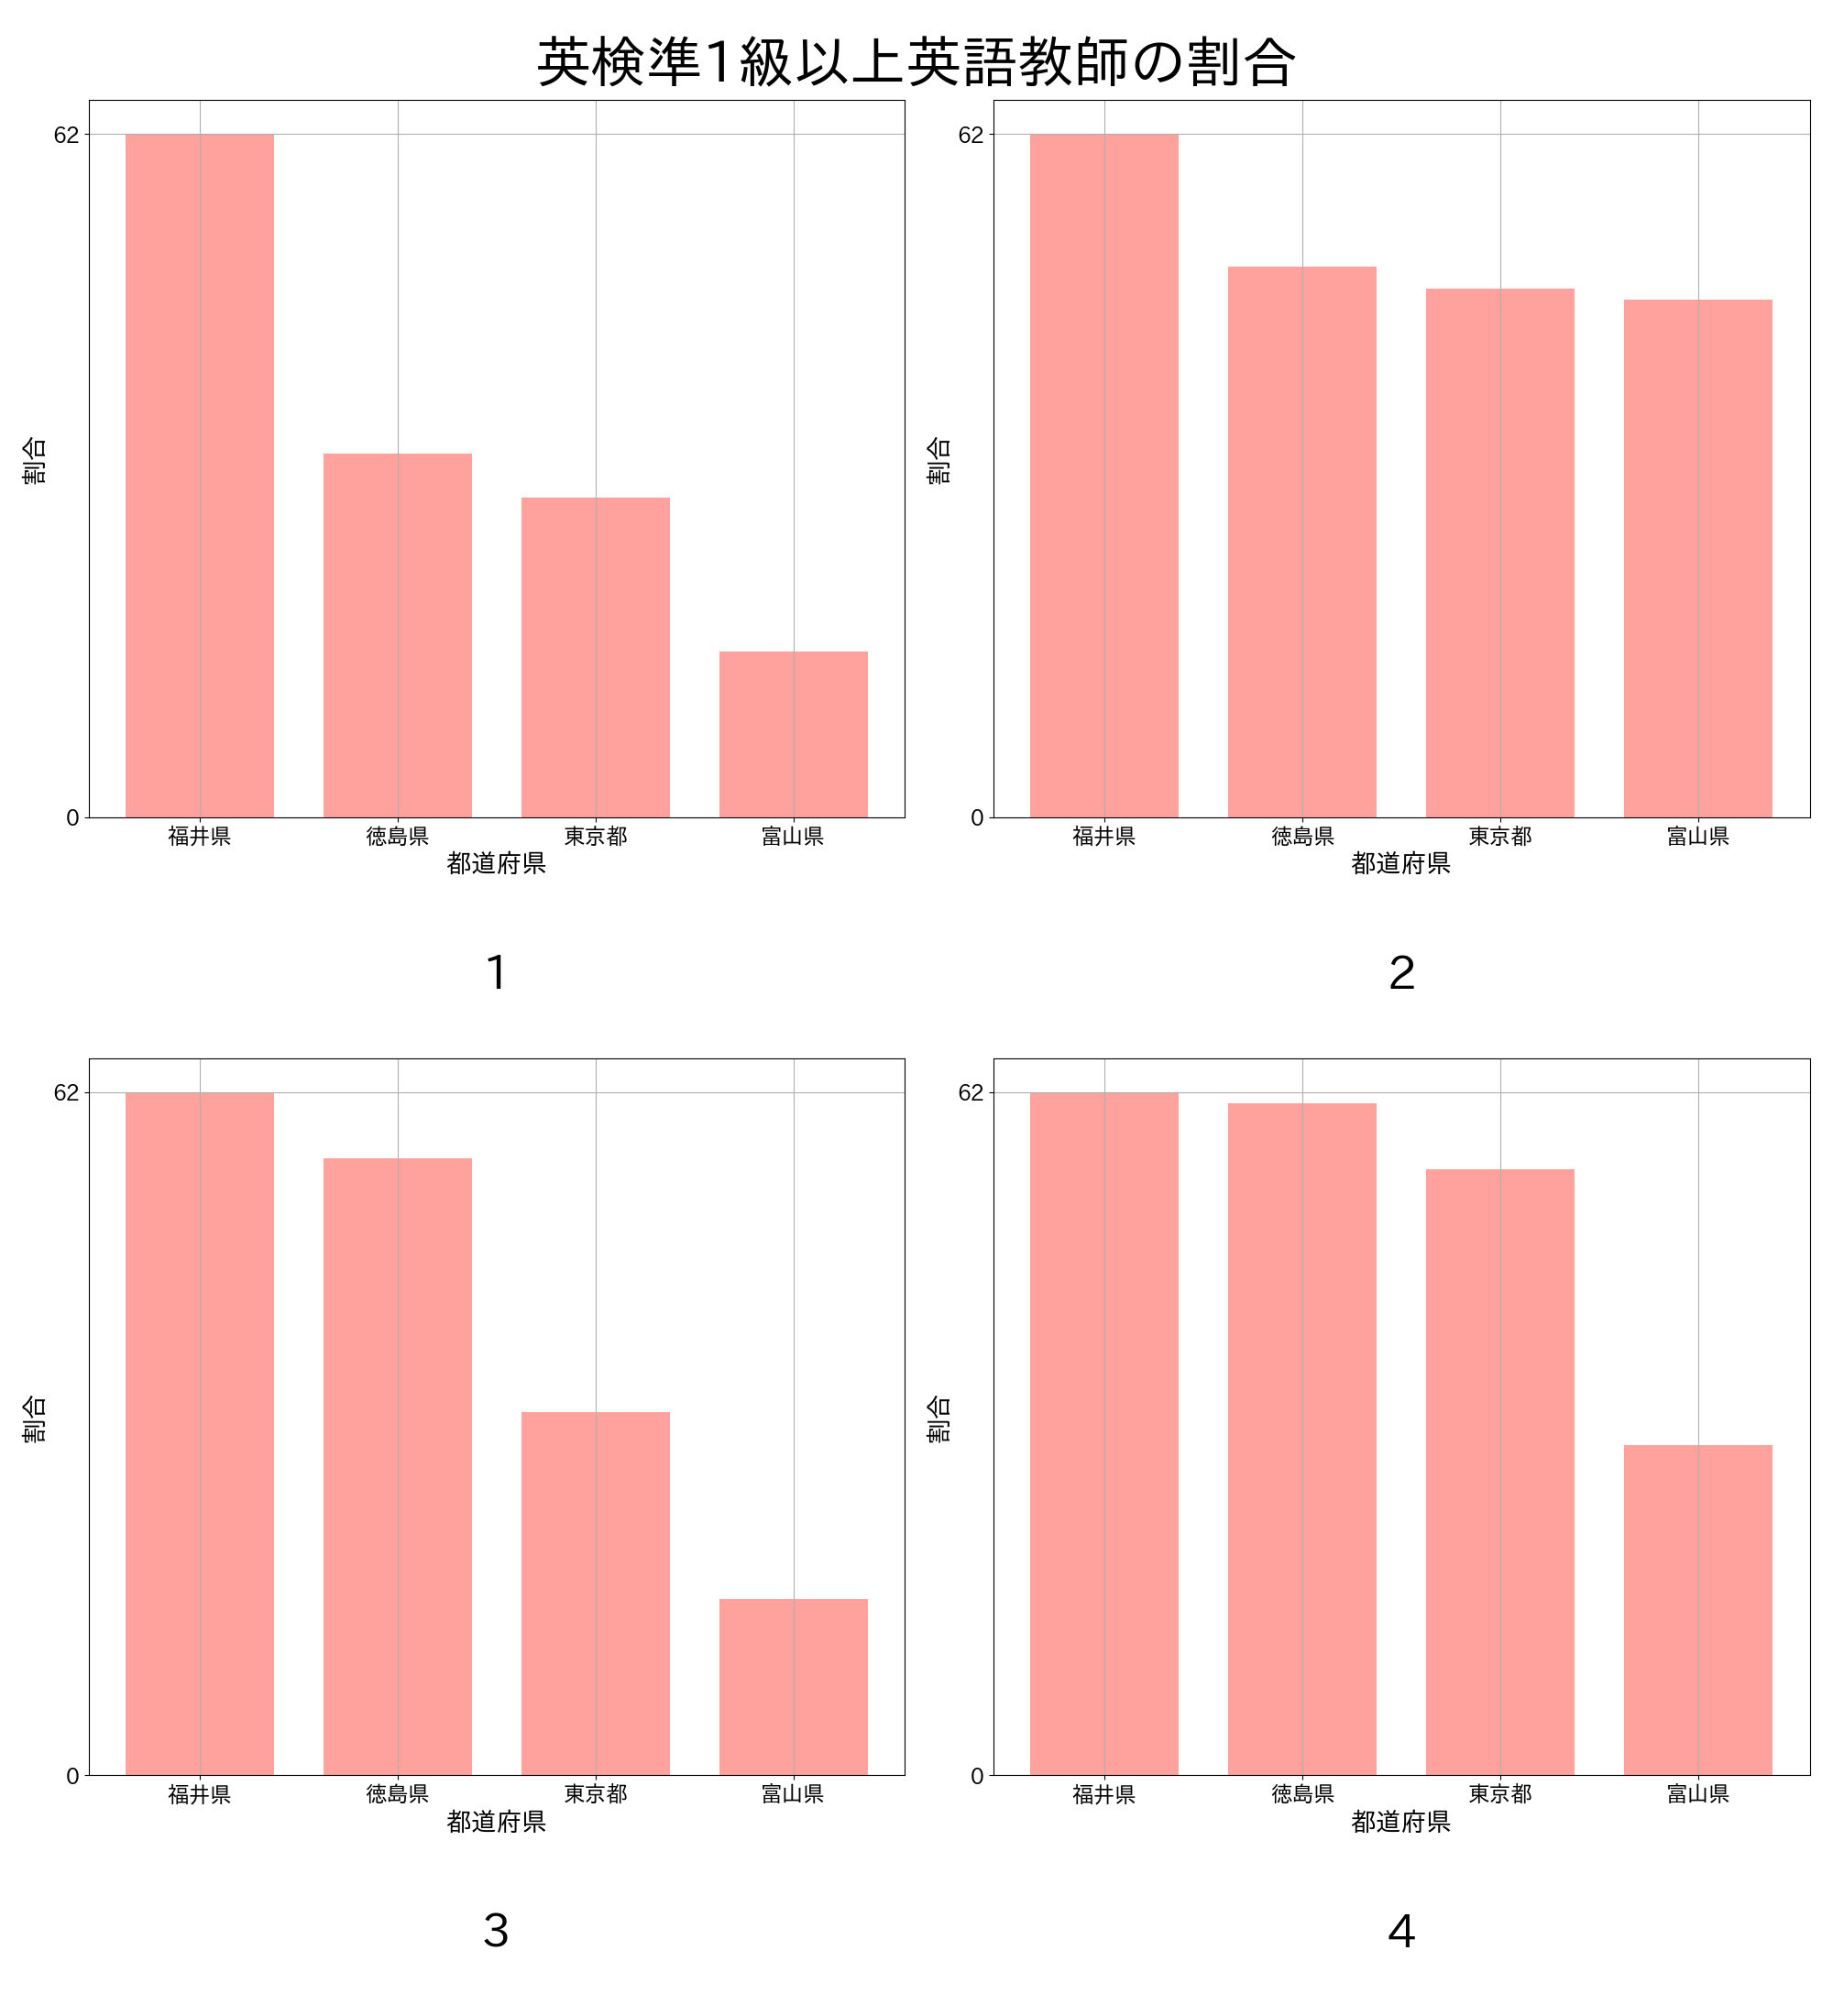 英検準1級以上英語教師の割合
62
0
割合
福井県 徳島県 東京都 富山県
都道府県
1
62
0
割合
福井県 徳島県 東京都 富山県
都道府県
2
62
0
割合
福井県 徳島県 東京都 富山県
都道府県
3
62
0
割合
福井県 徳島県 東京都 富山県
都道府県
4